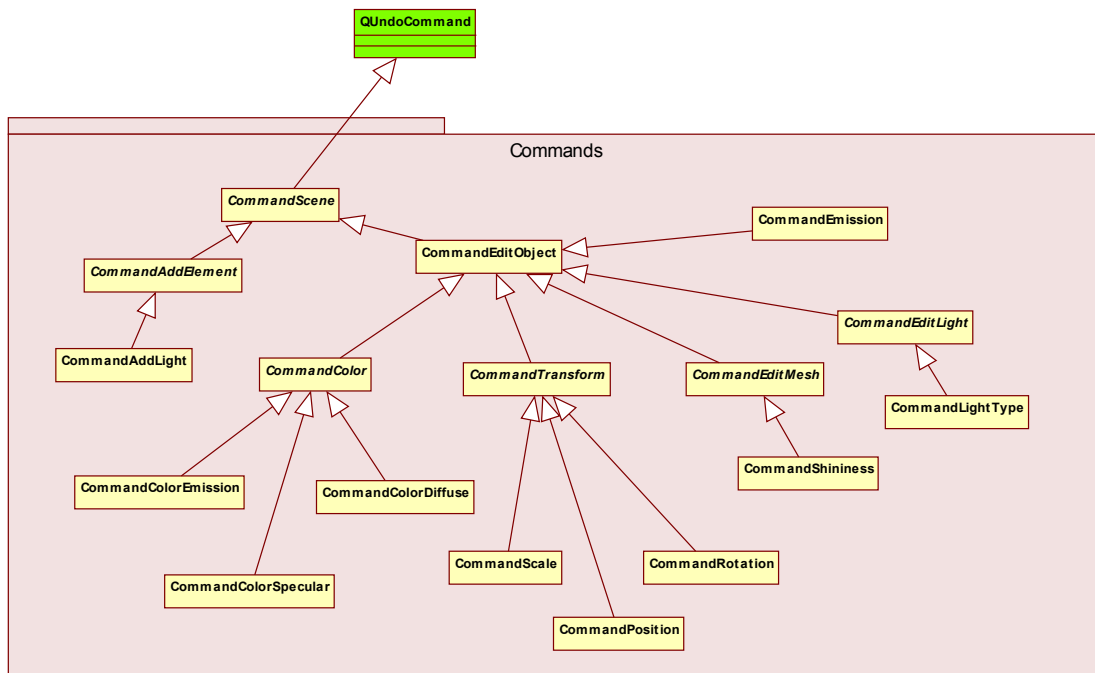 QUndoCommand
Commands
CommandScene
CommandEmission
CommandEditObject
CommandAddElement
CommandEditLight
CommandAddLight
CommandColor
CommandTransform
CommandEditMesh
CommandLightType
CommandShininess
CommandColorEmission
CommandColorDiffuse
CommandScale
CommandRotation
CommandColorSpecular
CommandPosition